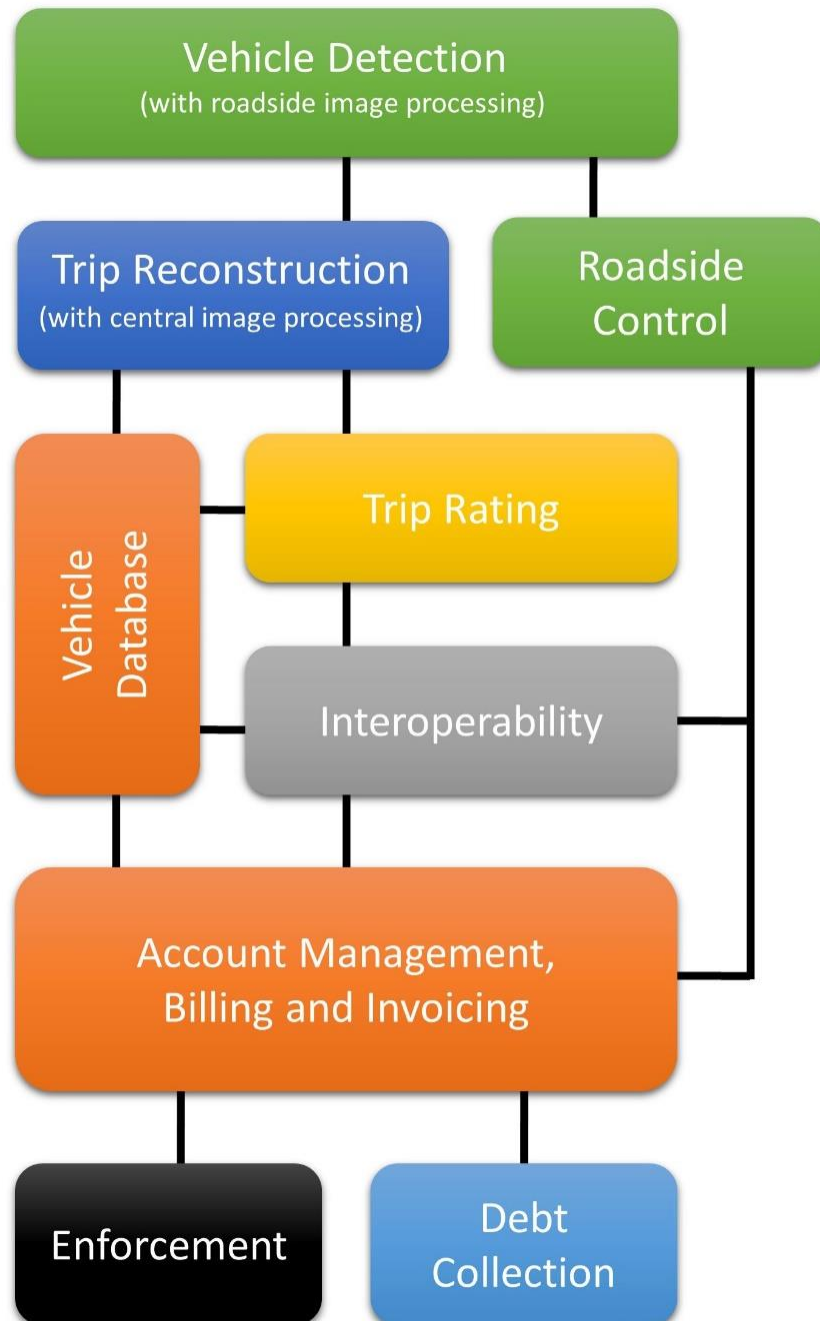 Vehicle Detection
(with roadside image processing)
Trip Reconstruction
(with central image processing)
Roadside
Control
Vehicle
Database
Trip Rating
Interoperability
Account Management,
Billing and Invoicing
Enforcement
Debt
Collection